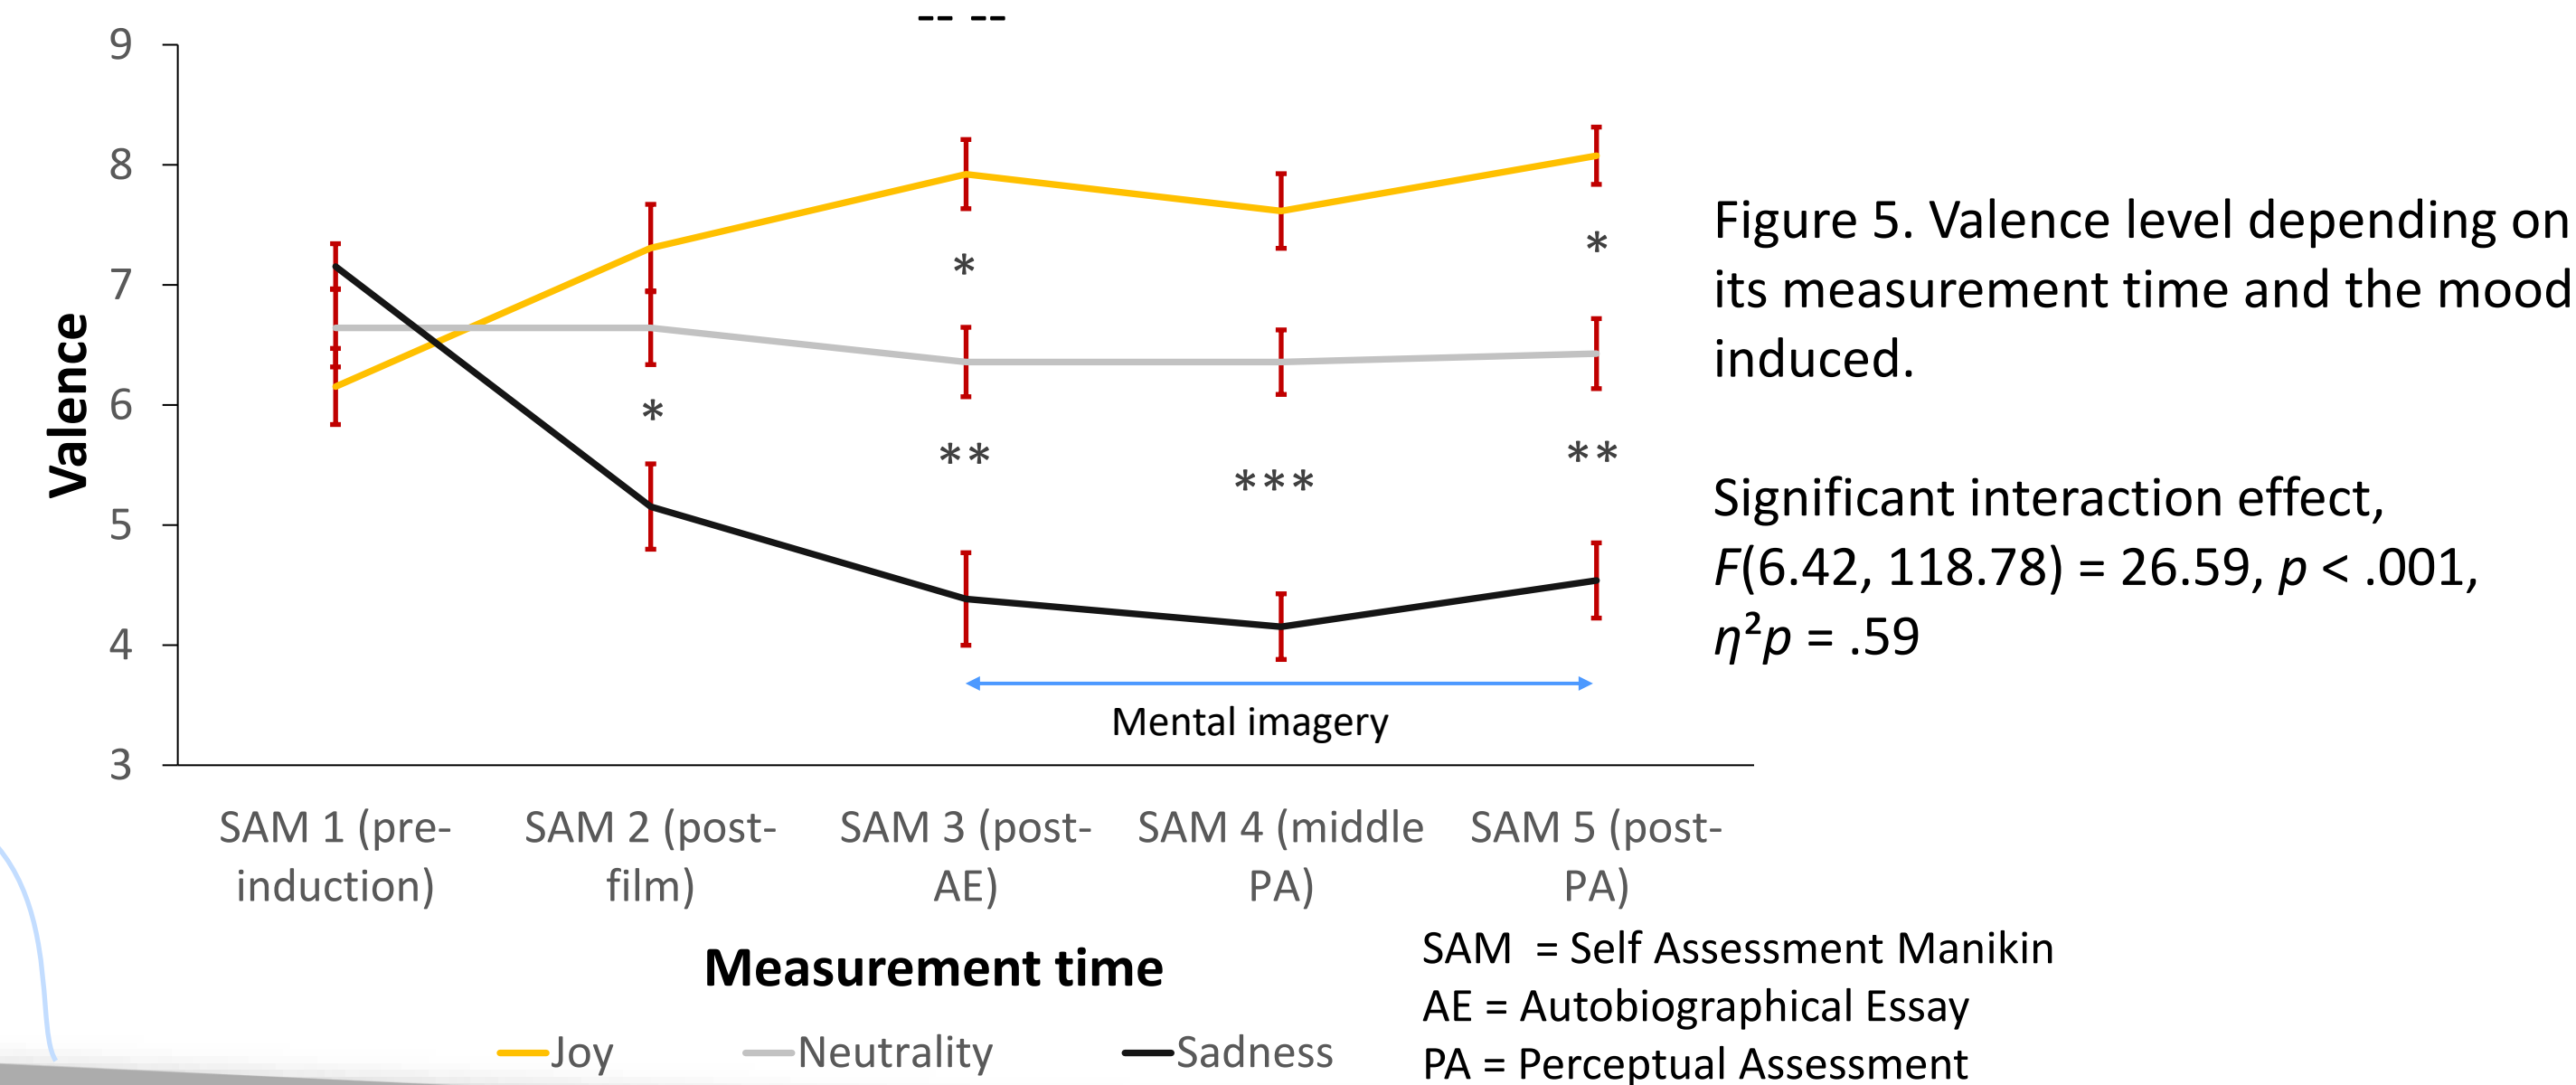 -- --
9
8
7
6
5
4
3
Valence
*
*
*
**
***
**
Mental imagery
SAM 1 (pre-
induction)
SAM 2 (post-
film)
SAM 3 (post-
AE)
SAM 4 (middle
PA)
SAM 5 (post-
PA)
Measurement time
Joy
Neutrality
Sadness
Figure 5. Valence level depending on
its measurement time and the mood
induced.
Significant interaction effect,
F(6.42, 118.78) = 26.59, p < .001,
η²p = .59
SAM = Self Assessment Manikin
AE = Autobiographical Essay
PA = Perceptual Assessment